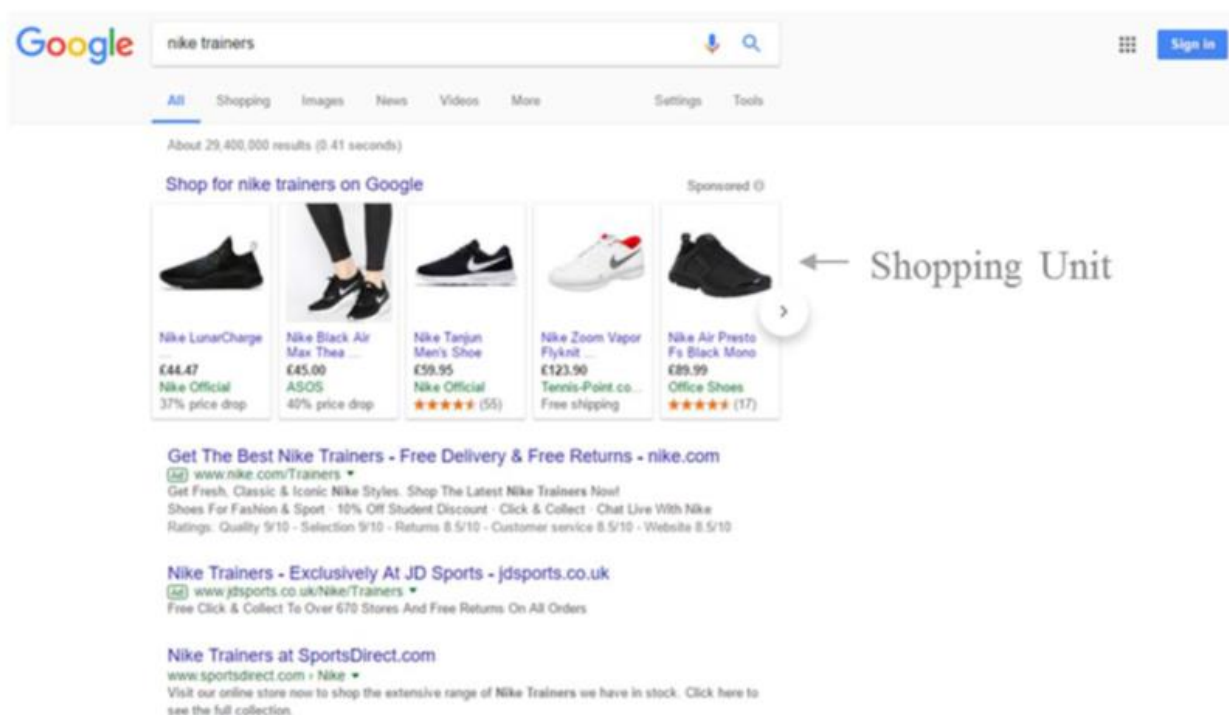 Google nike trainers Sign in
All Shopping Images News Videos More Settings Tools
About 29,400,000 results (0.41 seconds)
Shop for nike trainers on Google Sponsored
Shopping Unit
Nike LunarCharge
...
£44.47
Nike Official
37% price drop
Nike Black Air
Max Thea ...
£45.00
ASOS
40% price drop
Nike Tanjun
Men's Shoe
£59.95
Nike Official
(55)
Nike Zoom Vapor
Flyknit ...
£123.90
Tennis-Point co...
Free shipping
Nike Air Presto
Fs Black Mono
£89.99
Office Shoes
(17)
Get The Best Nike Trainers - Free Delivery & Free Returns - nike.com
Ad www.nike.com/Trainers
Get Fresh, Classic & Iconic Nike Styles. Shop The Latest Nike Trainers Now!
Shoes For Fashion & Sport · 10% Off Student Discount · Click & Collect · Chat Live With Nike
Ratings: Quality 9/10 - Selection 9/10 - Returns 8.5/10 - Customer service 8.5/10 - Website 8.5/10
Nike Trainers - Exclusively At JD Sports - jdsports.co.uk
Ad www.jdsports.co.uk/Nike/Trainers
Free Click & Collect To Over 670 Stores And Free Returns On All Orders
Nike Trainers at SportsDirect.com
www.sportsdirect.com › Nike
Visit our online store now to shop the extensive range of Nike Trainers we have in stock. Click here to
see the full collection.